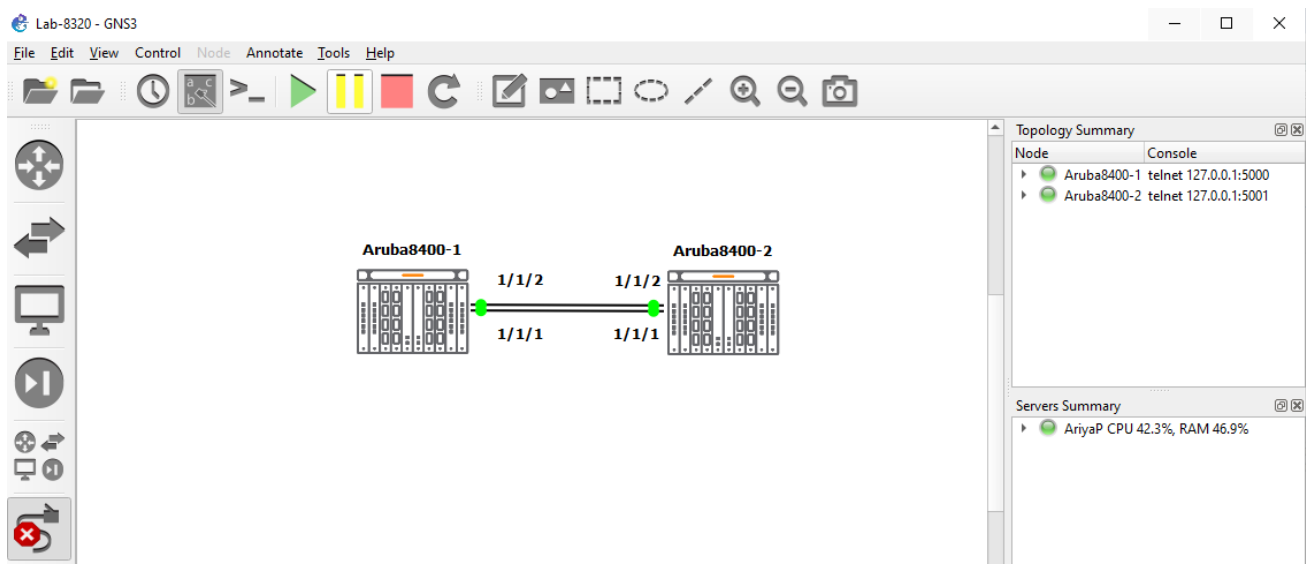 Lab-8320 - GNS3
File Edit View Control Node Annotate Tools Help
a c
b
Topology Summary
Node Console
Aruba8400-1 telnet 127.0.0.1:5000
Aruba8400-2 telnet 127.0.0.1:5001
Aruba8400-1
Aruba8400-2
1/1/2
1/1/2
1/1/1
1/1/1
Servers Summary
AriyaP CPU 42.3%, RAM 46.9%